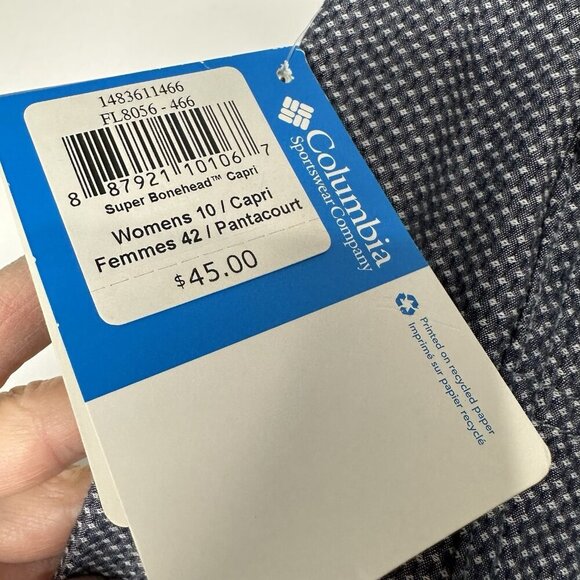 1483611466
FL8056 - 466
8 87921 10106 7
Super Bonehead™ Capri
Womens 10 / Capri
Femmes 42 / Pantacourt
$45.00
Columbia
Sportswear Company
Printed on recycled paper
Imprimé sur papier recyclé